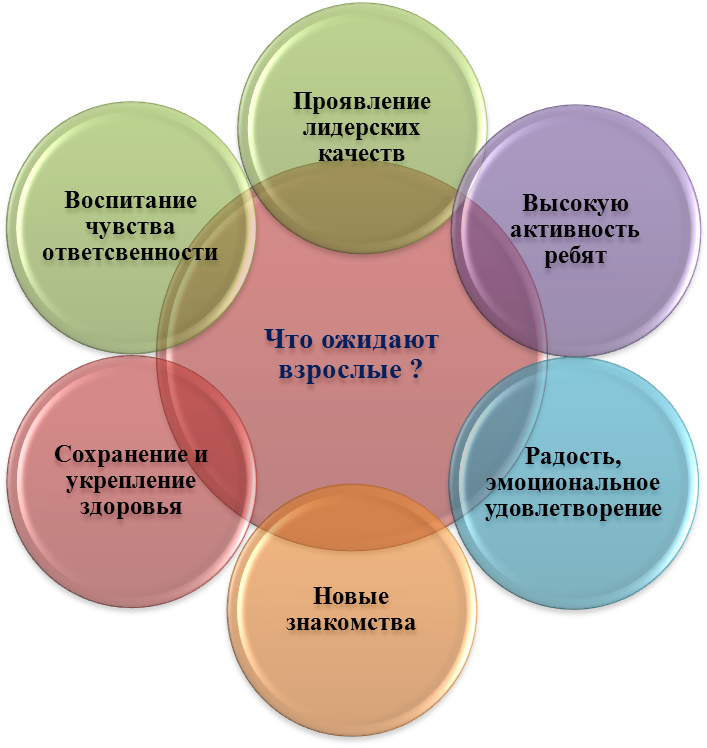 Проявление
лидерских
качеств
Высокую
активность
ребят
Радость,
эмоциональное
удовлетворение
Новые
знакомства
Сохранение и
укрепление
здоровья
Воспитание
чувства
ответсвенности
Что ожидают
взрослые ?